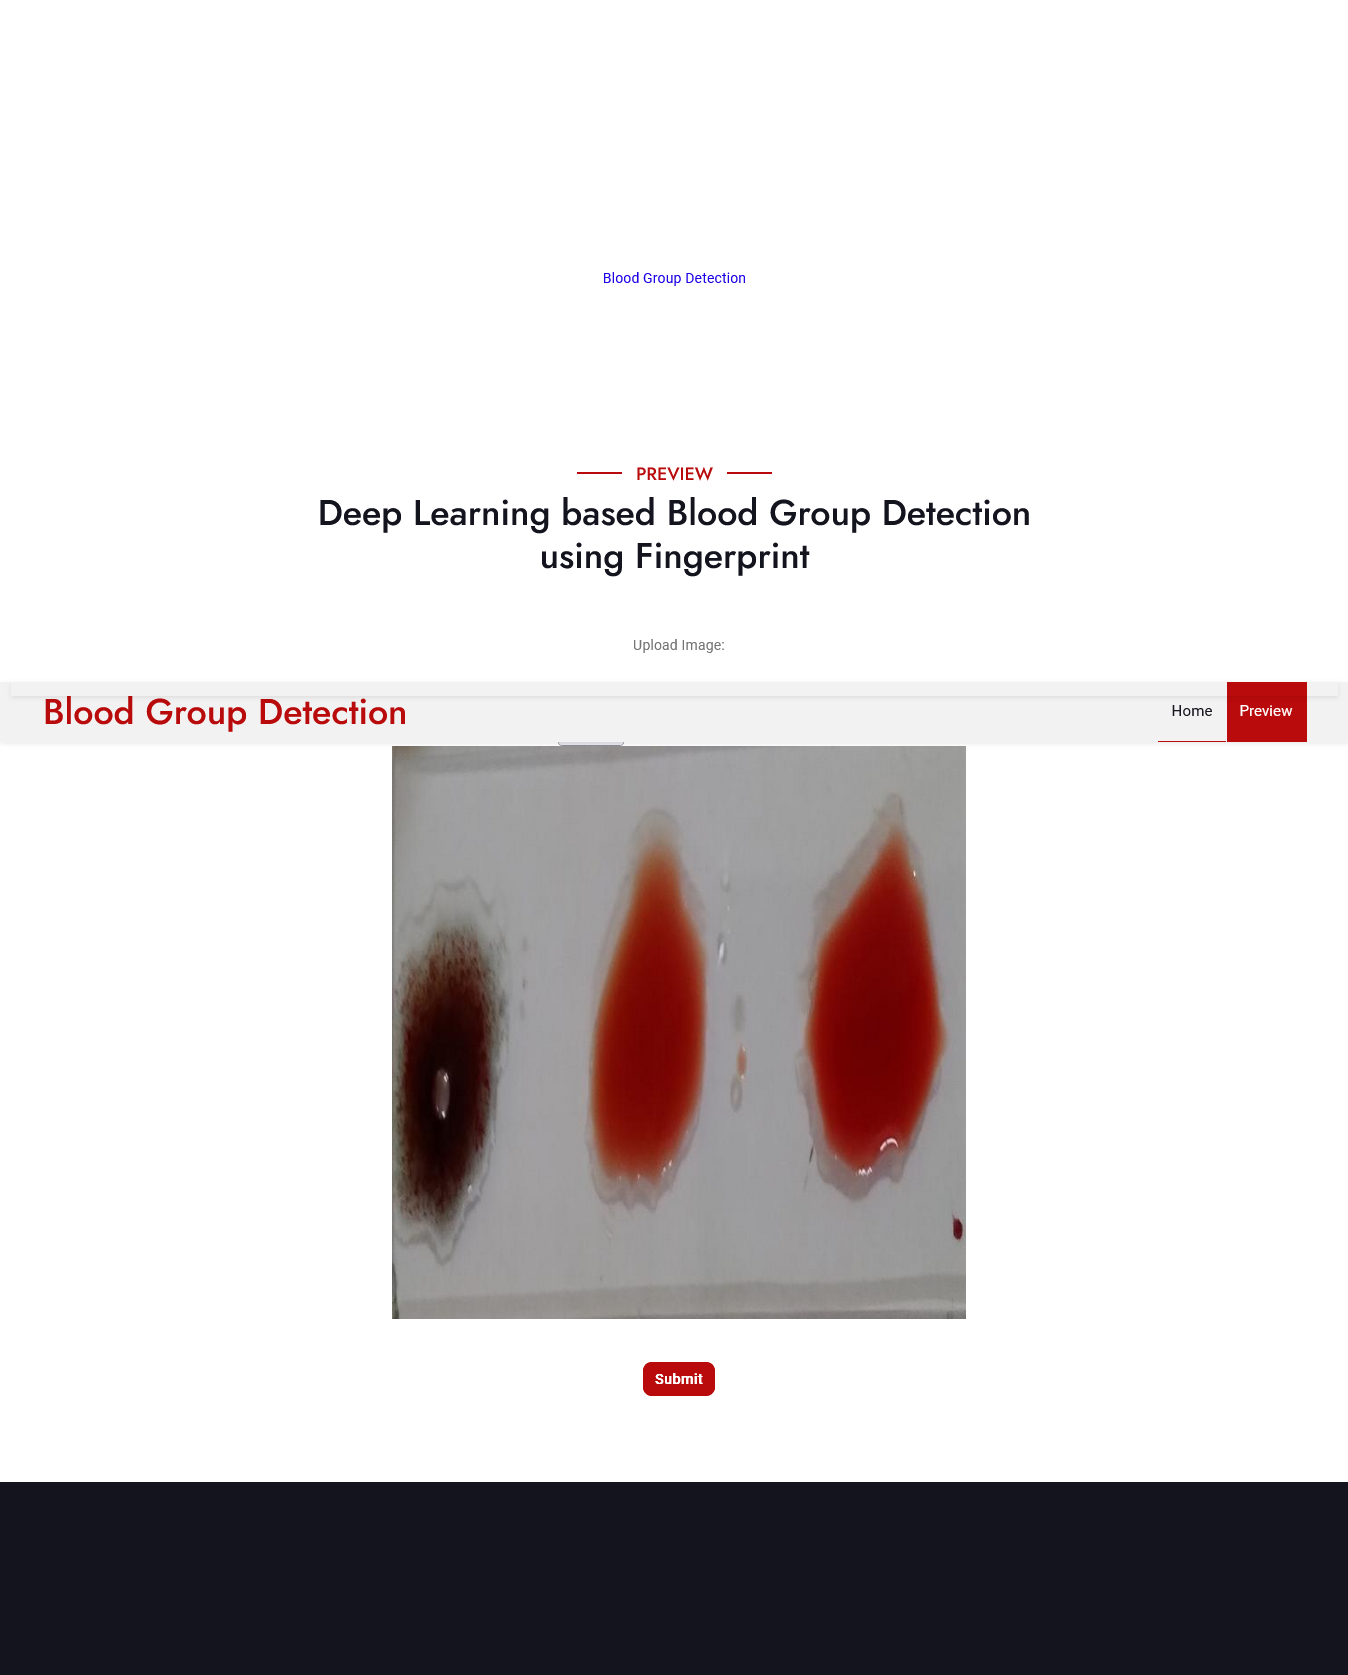 Blood Group Detection
PREVIEW
Deep Learning based Blood Group Detection
using Fingerprint
Upload Image:
Blood Group Detection
Home
Preview
Submit